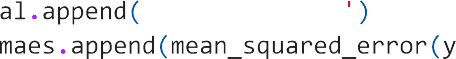 al.append(                ')
maes.append(mean_squared_error(y